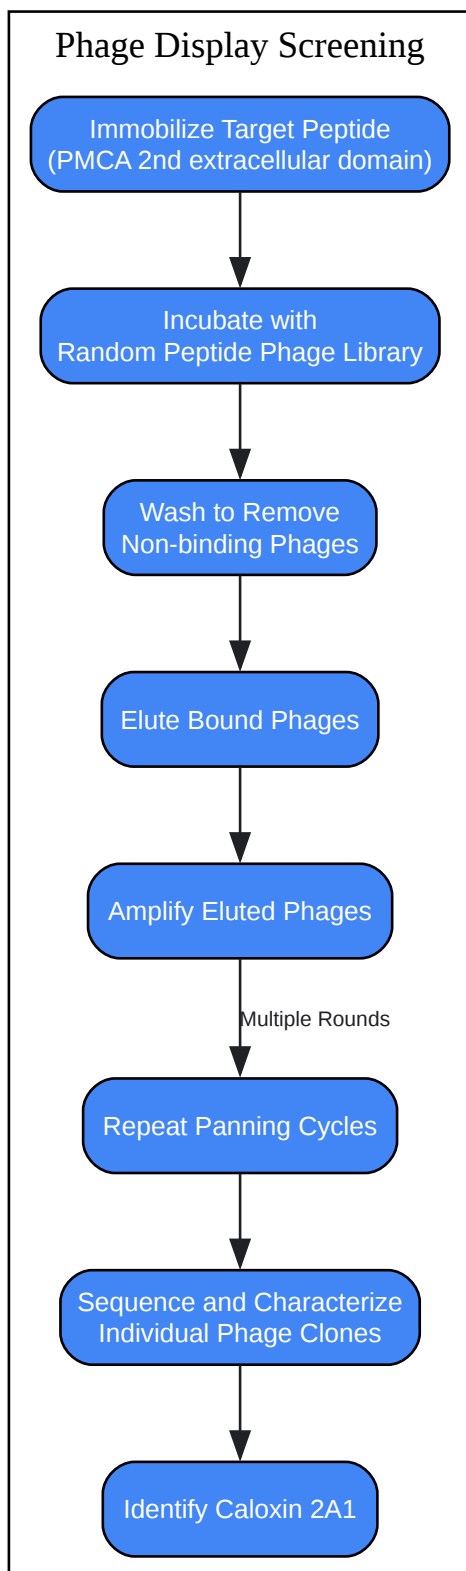 Phage Display Screening
Immobilize Target Peptide
(PMCA 2nd extracellular domain)
Incubate with
Random Peptide Phage Library
Wash to Remove
Non-binding Phages
Elute Bound Phages
Amplify Eluted Phages
Multiple Rounds
Repeat Panning Cycles
Sequence and Characterize
Individual Phage Clones
Identify Caloxin 2A1